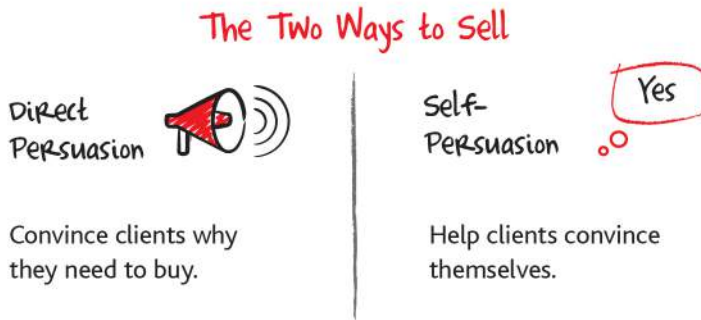 The Two Ways to Sell
Direct
Persuasion
Convince clients why
they need to buy.
Self-
Persuasion
Yes
Help clients convince
themselves.